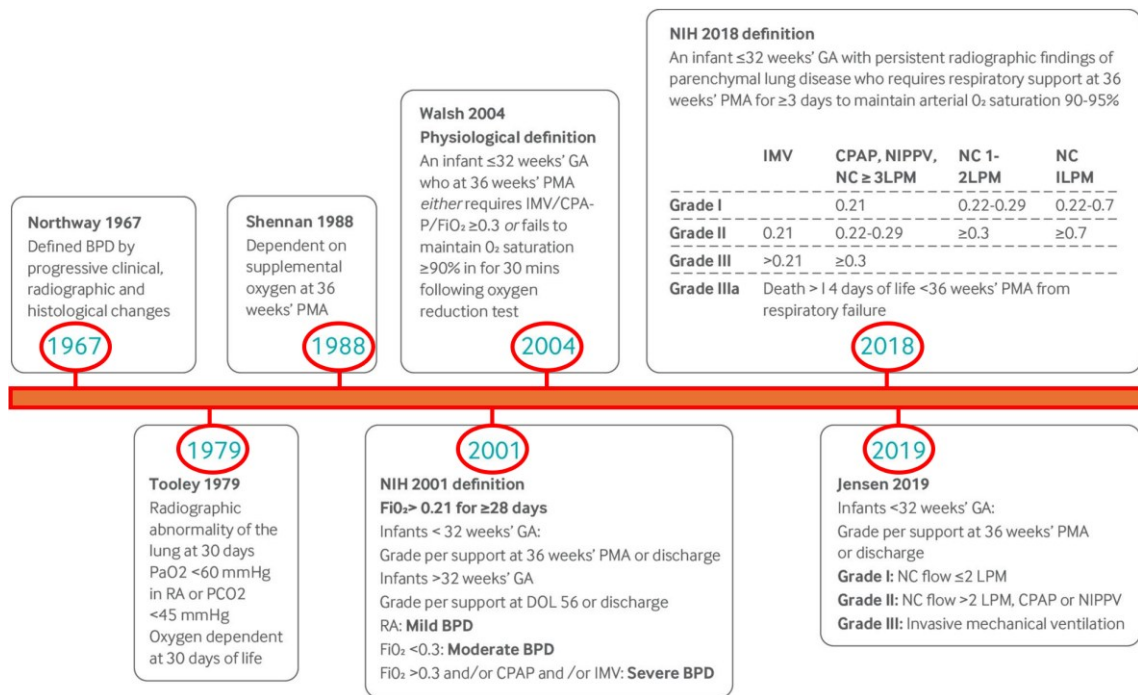 Northway 1967
Defined BPD by
progressive clinical,
radiographic and
histological changes
1967
Shennan 1988
Dependent on
supplemental
oxygen at 36
weeks' PMA
1988
Walsh 2004
Physiological definition
An infant ≤32 weeks' GA
who at 36 weeks' PMA
either requires IMV/CPA-
P/FiO₂ ≥0.3 or fails to
maintain 0₂ saturation
≥90% in for 30 mins
following oxygen
reduction test
2004
NIH 2018 definition
An infant ≤32 weeks' GA with persistent radiographic findings of
parenchymal lung disease who requires respiratory support at 36
weeks' PMA for ≥3 days to maintain arterial 0₂ saturation 90-95%
IMV CPAP, NIPPV, NC 1- NC
NC ≥ 3LPM 2LPM ILPM
Grade I 0.21 0.22-0.29 0.22-0.7
Grade II 0.21 0.22-0.29 ≥0.3 ≥0.7
Grade III >0.21 ≥0.3
Grade IIIa Death > I 4 days of life <36 weeks' PMA from
respiratory failure
2018
1979
Tooley 1979
Radiographic
abnormality of the
lung at 30 days
PaO2 <60 mmHg
in RA or PCO2
<45 mmHg
Oxygen dependent
at 30 days of life
2001
NIH 2001 definition
Fi0₂> 0.21 for ≥28 days
Infants < 32 weeks' GA:
Grade per support at 36 weeks' PMA or discharge
Infants >32 weeks' GA
Grade per support at DOL 56 or discharge
RA: Mild BPD
FiO₂ <0.3: Moderate BPD
FiO₂ >0.3 and/or CPAP and /or IMV: Severe BPD
2019
Jensen 2019
Infants <32 weeks' GA:
Grade per support at 36 weeks' PMA
or discharge
Grade I: NC flow ≤2 LPM
Grade II: NC flow >2 LPM, CPAP or NIPPV
Grade III: Invasive mechanical ventilation